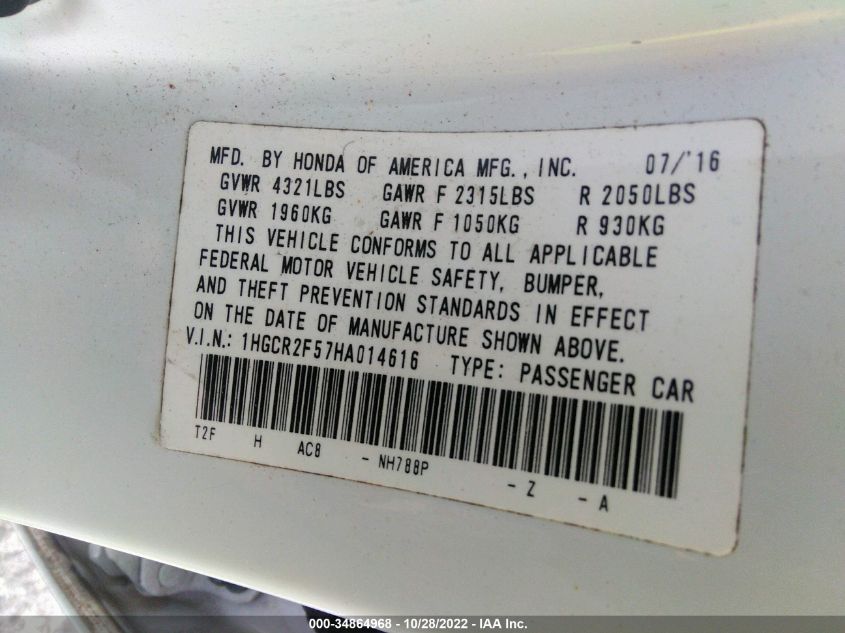 MFD. BY HONDA OF AMERICA MFG., INC. 07/'16
GVWR 4321LBS GAWR F 2315LBS R 2050LBS
GVWR 1960KG GAWR F 1050KG R 930KG
THIS VEHICLE CONFORMS TO ALL APPLICABLE
FEDERAL MOTOR VEHICLE SAFETY, BUMPER,
AND THEFT PREVENTION STANDARDS IN EFFECT
ON THE DATE OF MANUFACTURE SHOWN ABOVE.
V.I.N.: 1HGCR2F57HA014616 TYPE: PASSENGER CAR
T2F H AC8 - NH788P - Z - A
000-34864968 - 10/28/2022 - IAA Inc.